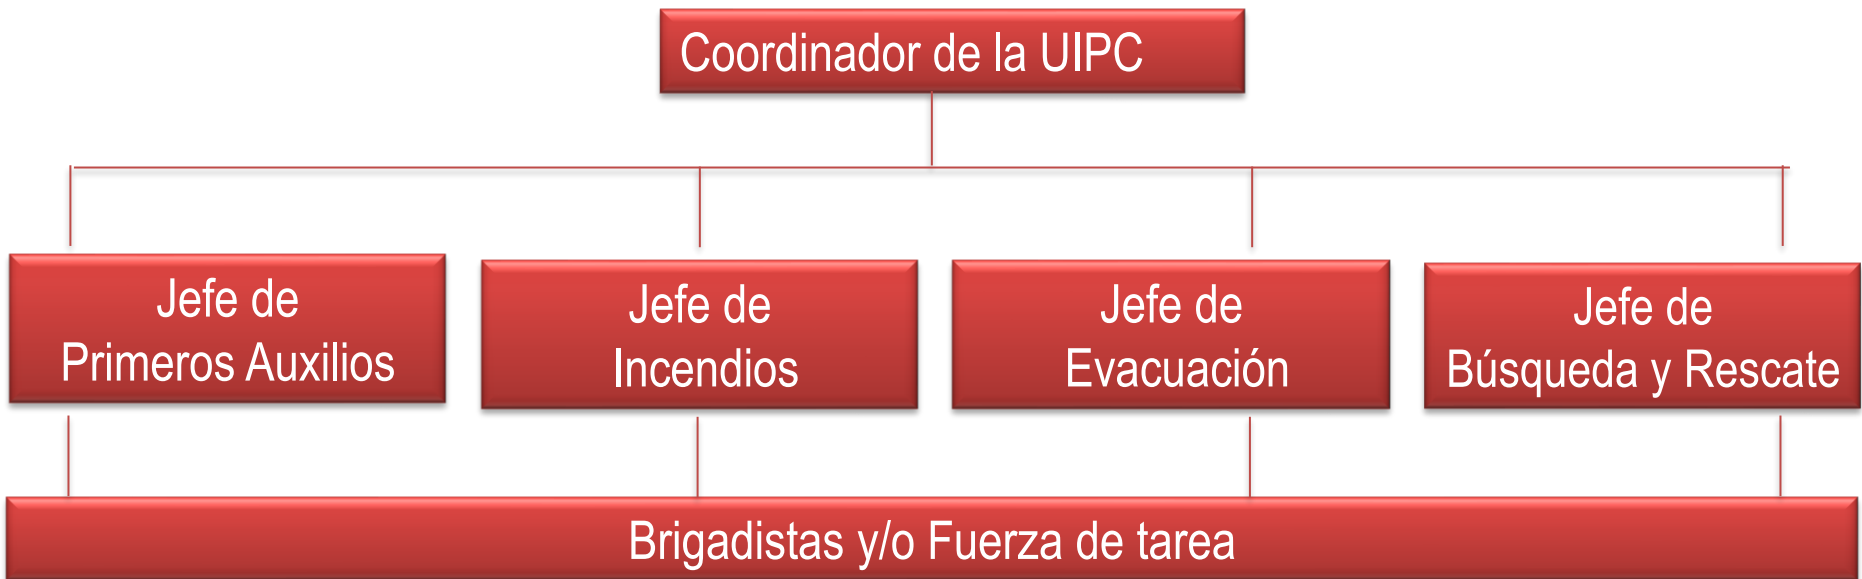 Coordinador de la UIPC
Jefe de
Primeros Auxilios
Jefe de
Incendios
Jefe de
Evacuación
Jefe de
Búsqueda y Rescate
Brigadistas y/o Fuerza de tarea